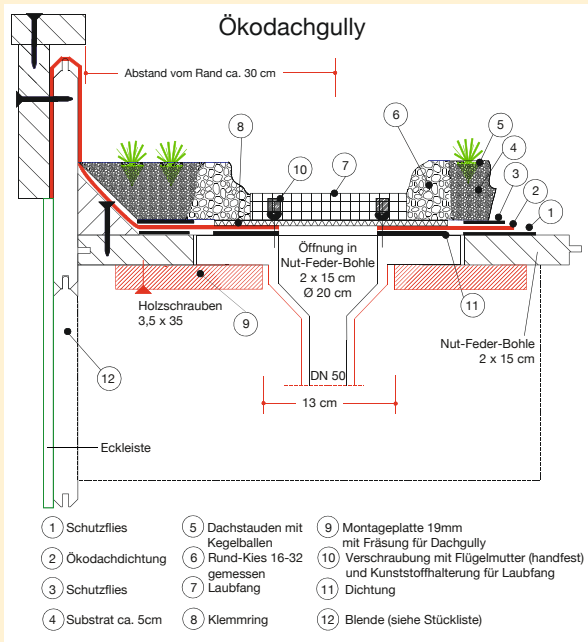 Ökodachgully
Abstand vom Rand ca. 30 cm
8
10
7
6
5
4
3
2
1
Öffnung in
Nut-Feder-Bohle
2 x 15 cm
Ø 20 cm
Holzschrauben
3,5 x 35
9
11
Nut-Feder-Bohle
2 x 15 cm
12
DN 50
13 cm
Eckleiste
1 Schutzflies
2 Ökodachdichtung
3 Schutzflies
4 Substrat ca. 5cm
5 Dachstauden mit
Kegelballen
6 Rund-Kies 16-32
gemessen
7 Laubfang
8 Klemmring
9 Montageplatte 19mm
mit Fräsung für Dachgully
10 Verschraubung mit Flügelmutter (handfest)
und Kunststoffhalterung für Laubfang
11 Dichtung
12 Blende (siehe Stückliste)